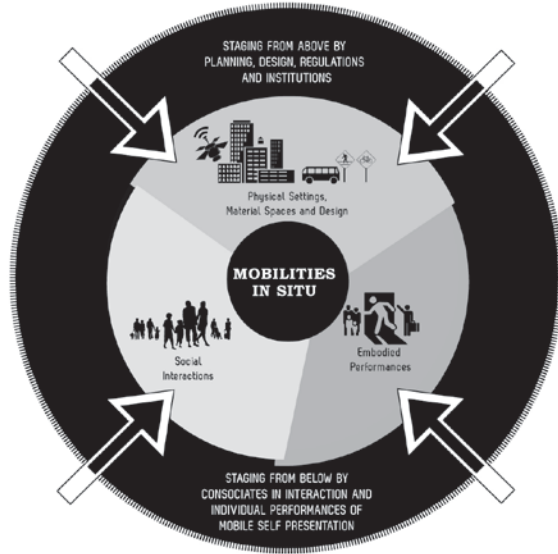 STAGING FROM ABOVE BY
PLANNING, DESIGN, REGULATIONS
AND INSTITUTIONS
Physical Settings,
Material Spaces and Design
MOBILITIES
IN SITU
Social
Interactions
Embodied
Performances
STAGING FROM BELOW BY
CONSOCIATES IN INTERACTION AND
INDIVIDUAL PERFORMANCES OF
MOBILE SELF PRESENTATION